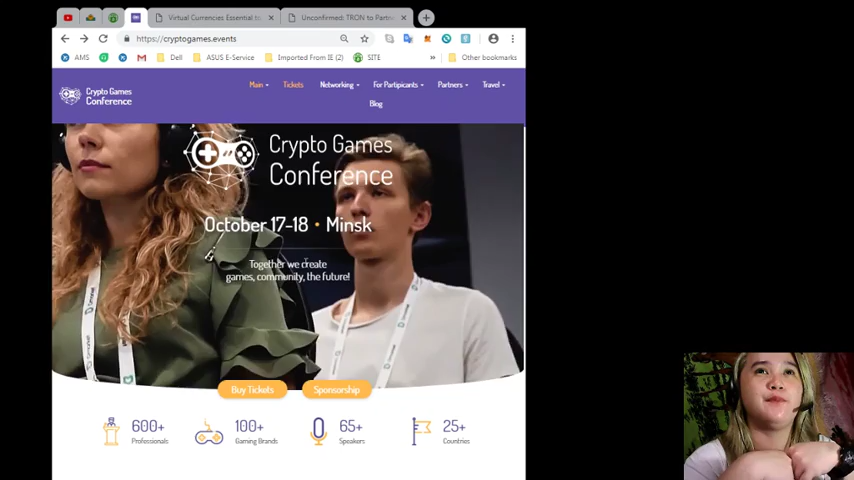 Virtual Currencies Essential to
Unconfirmed: TRON to Partn
https://cryptogames.events
AMS
Dell
ASUS E-Service
Imported From IE (2)
SITE
»
Other bookmarks
Crypto Games
Conference
Main
Tickets
Networking
For Partipicants
Partners
Travel
Blog
Crypto Games
Conference
October 17-18 • Minsk
Together we create
games, community, the future!
Buy Tickets
Sponsorship
600+
Professionals
100+
Gaming Brands
65+
Speakers
25+
Countries